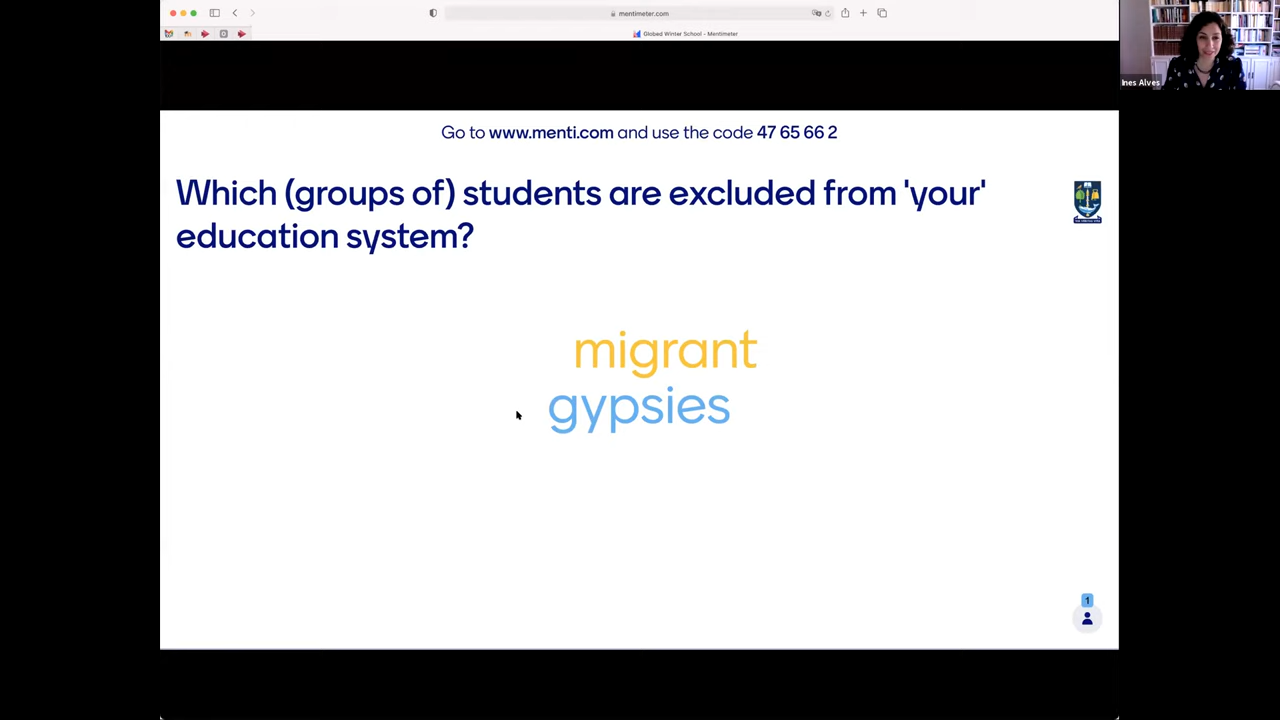 mentimeter.com
Globed Winter School - Mentimeter
Ines Alves
Go to www.menti.com and use the code 47 65 66 2
Which (groups of) students are excluded from 'your'
education system?
migrant
gypsies
1